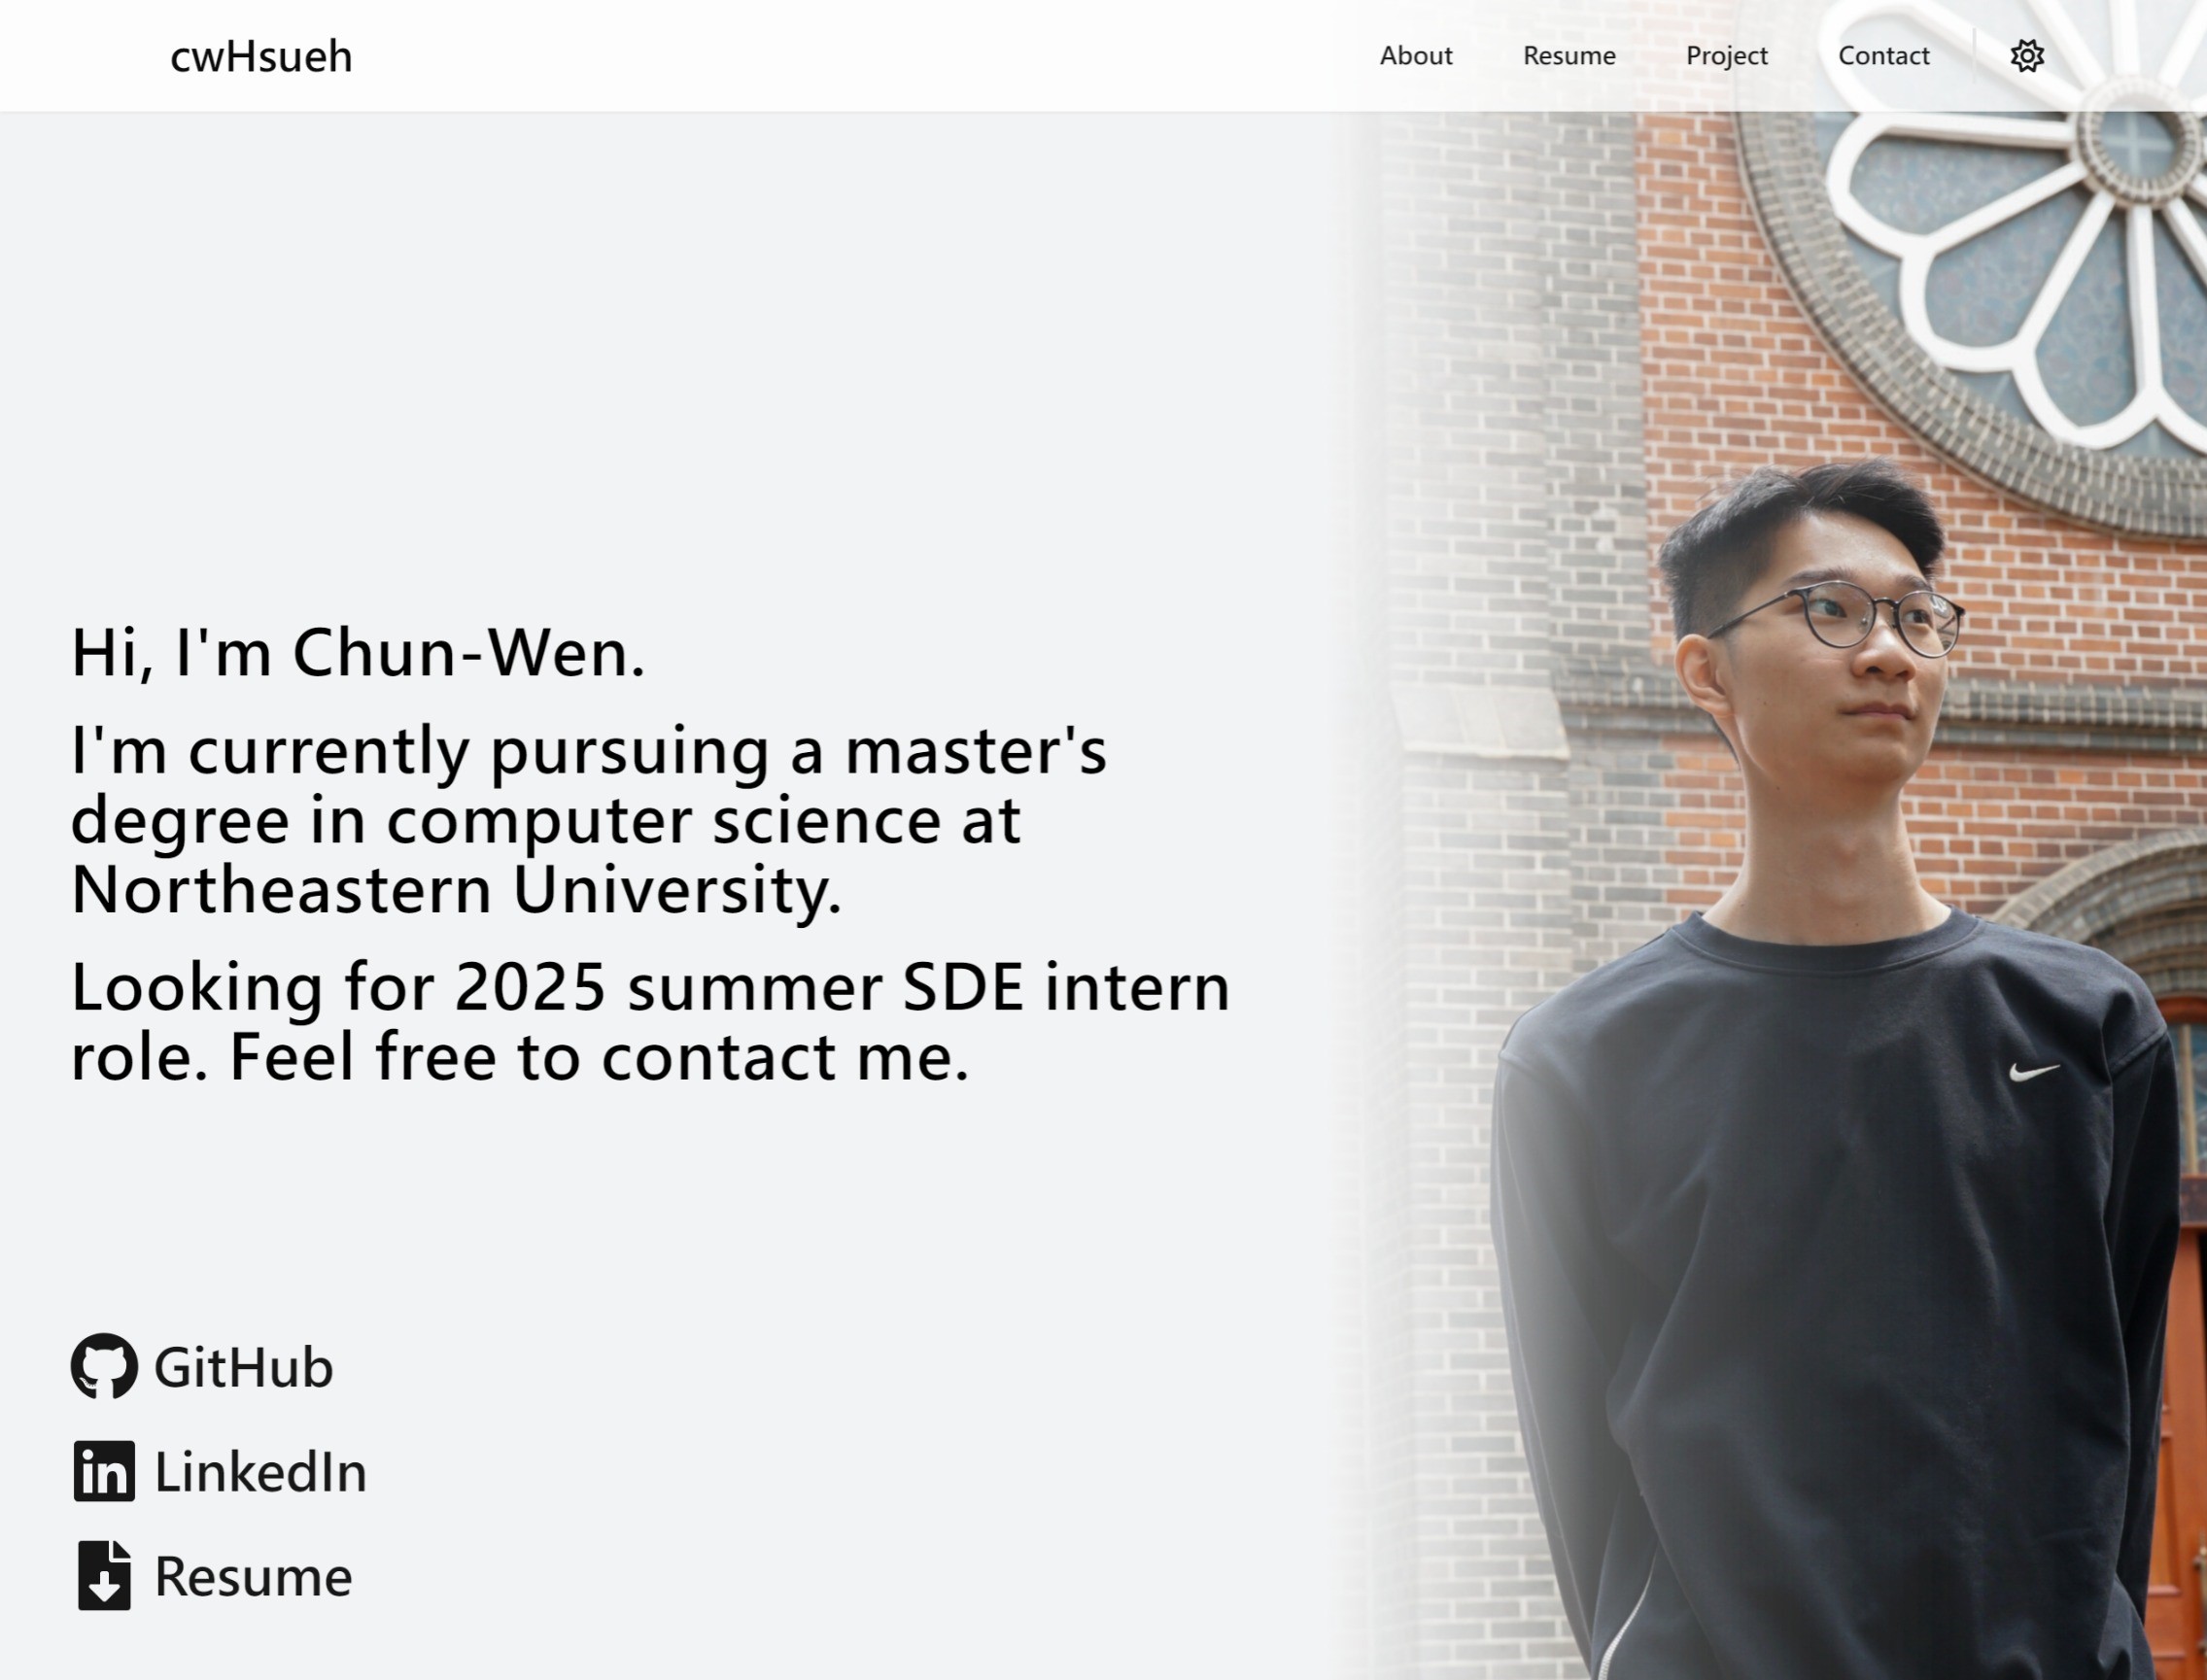 cwHsueh
About
Resume
Project
Contact
Hi, I'm Chun-Wen.
I'm currently pursuing a master's
degree in computer science at
Northeastern University.
Looking for 2025 summer SDE intern
role. Feel free to contact me.
GitHub
in LinkedIn
Resume